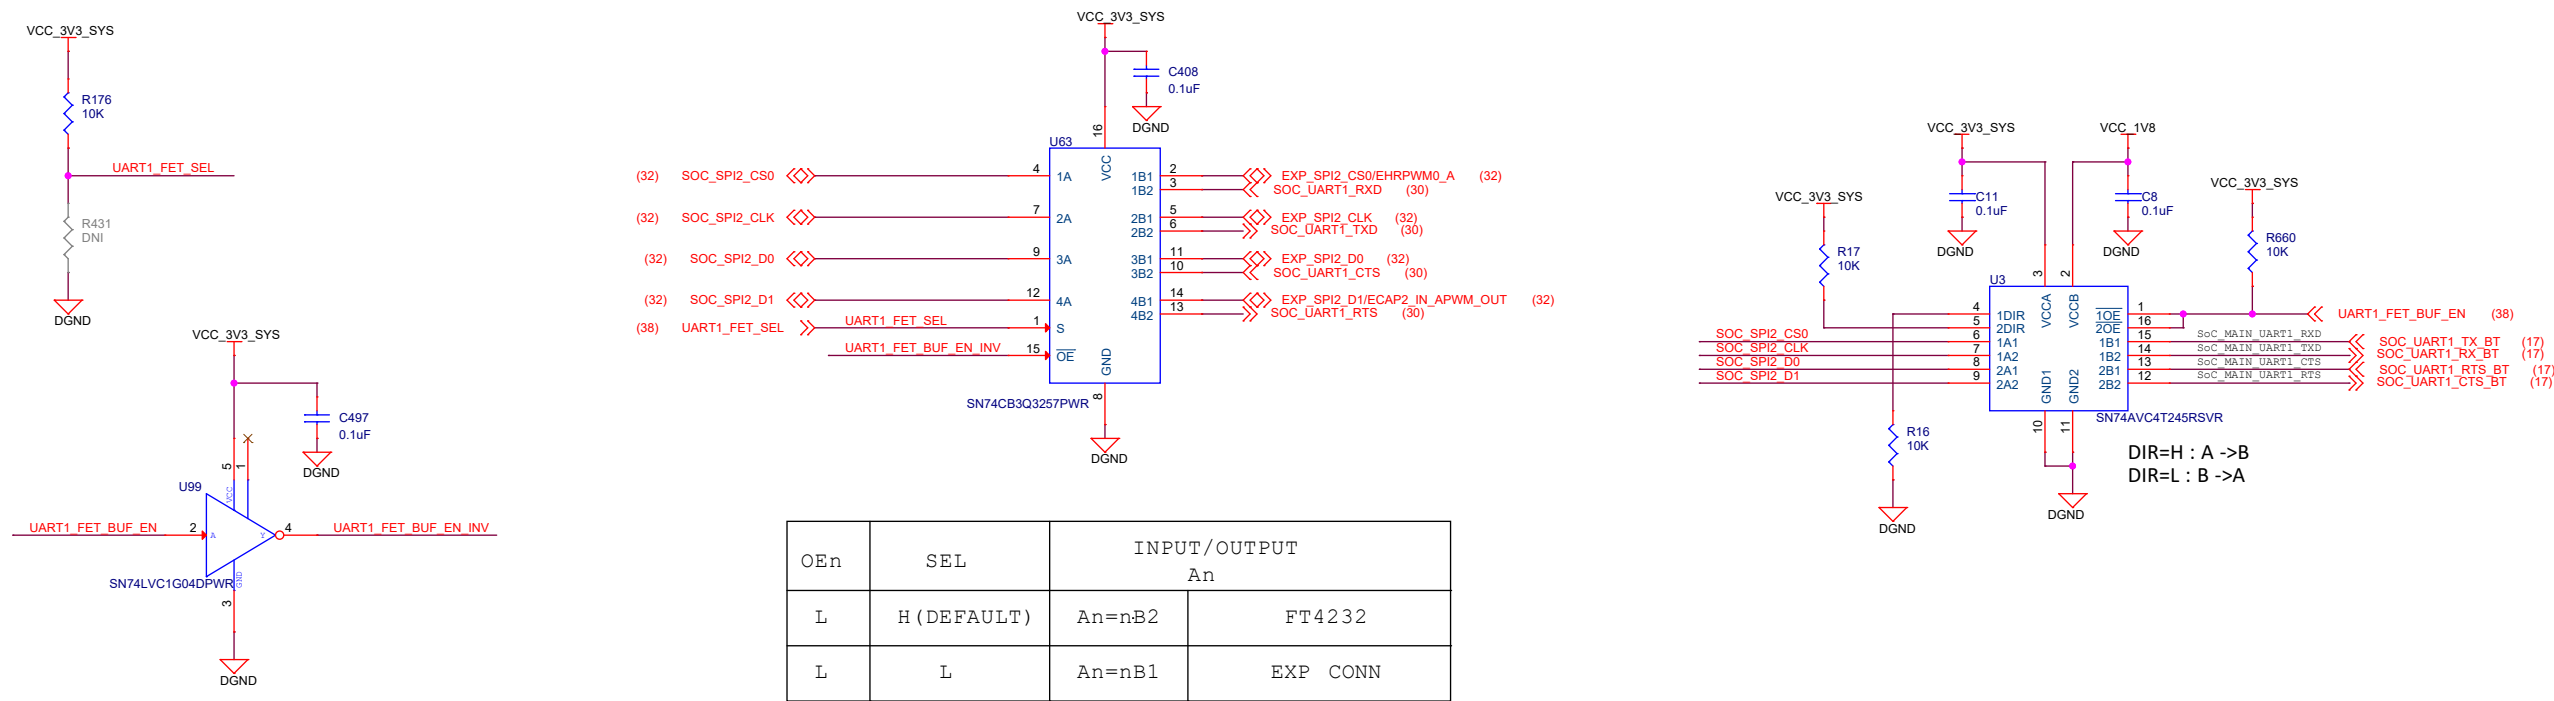 VCC_3V3_SYS
R176
10K
UART1_FET_SEL
R431
DNI
DGND
VCC_3V3_SYS
C497
0.1uF
DGND
5
1
U99
VCC
UART1_FET_BUF_EN
2
A
Y
4
UART1_FET_BUF_EN_INV
SN74LVC1G04DPWR
GND
3
DGND
VCC_3V3_SYS
C408
0.1uF
DGND
16
U63
VCC
(32) SOC_SPI2_CS0 4 1A 1B1 2 EXP_SPI2_CS0/EHRPWM0_A (32)
1B2 3 SOC_UART1_RXD (30)
(32) SOC_SPI2_CLK 7 2A 2B1 5 EXP_SPI2_CLK (32)
2B2 6 SOC_UART1_TXD (30)
(32) SOC_SPI2_D0 9 3A 3B1 11 EXP_SPI2_D0 (32)
3B2 10 SOC_UART1_CTS (30)
(32) SOC_SPI2_D1 12 4A 4B1 14 EXP_SPI2_D1/ECAP2_IN_APWM_OUT (32)
4B2 13 SOC_UART1_RTS (30)
(38) UART1_FET_SEL UART1_FET_SEL 1 S
UART1_FET_BUF_EN_INV 15 OE
GND
8
SN74CB3Q3257PWR
DGND
OEn SEL INPUT/OUTPUT
An
L H(DEFAULT) An=nB2 FT4232
L L An=nB1 EXP CONN
VCC_3V3_SYS
VCC_1V8
C11
0.1uF
DGND
C8
0.1uF
DGND
VCC_3V3_SYS
R17
10K
VCC_3V3_SYS
R660
10K
U3
3
2
VCCA
VCCB
4 1DIR 1OE 1 UART1_FET_BUF_EN (38)
5 2DIR 2OE 16
SOC_SPI2_CS0 6 1A1 1B1 15 SoC_MAIN_UART1_RXD SOC_UART1_TX_BT (17)
SOC_SPI2_CLK 7 1A2 1B2 14 SoC_MAIN_UART1_TXD SOC_UART1_RX_BT (17)
SOC_SPI2_D0 8 2A1 2B1 13 SoC_MAIN_UART1_CTS SOC_UART1_RTS_BT (17)
SOC_SPI2_D1 9 2A2 2B2 12 SoC_MAIN_UART1_RTS SOC_UART1_CTS_BT (17)
GND1
GND2
10
11
SN74AVC4T245RSVR
R16
10K
DGND
DGND
DIR=H : A ->B
DIR=L : B ->A